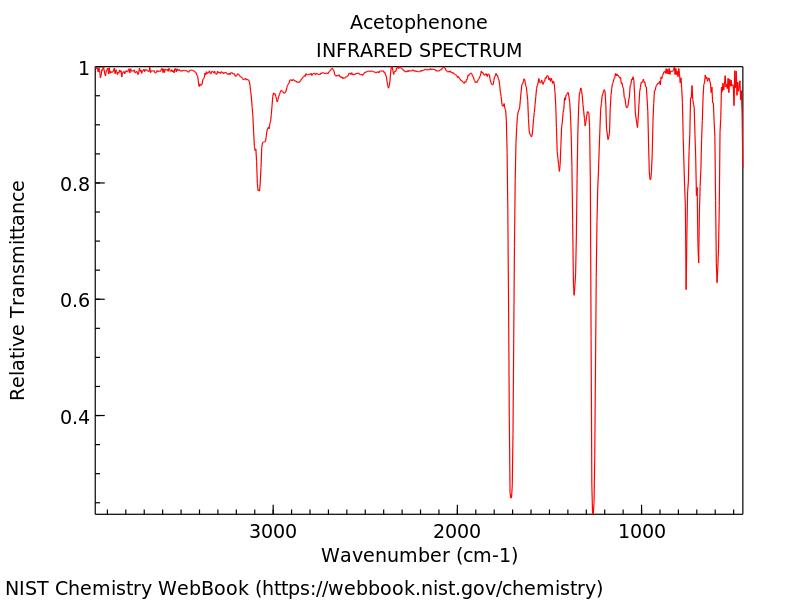 Acetophenone
INFRARED SPECTRUM
1
0.8
0.6
0.4
Relative Transmittance
3000 2000 1000
Wavenumber (cm-1)
NIST Chemistry WebBook (https://webbook.nist.gov/chemistry)